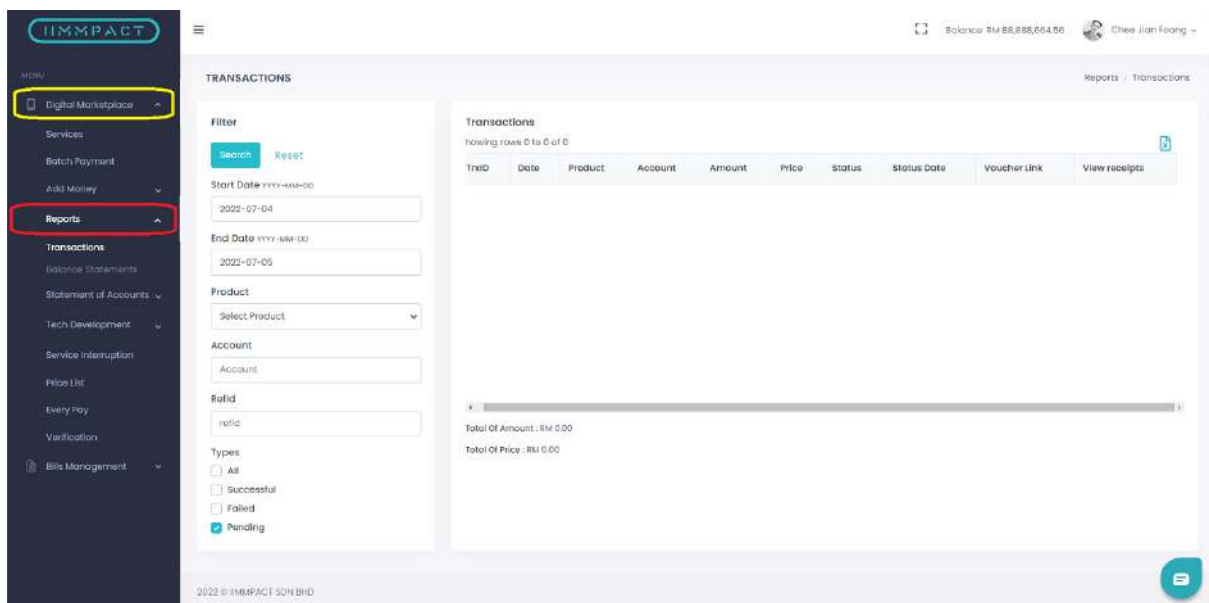 IIMMPACT
Balance: RM 88,888,664.56
Chee Jian Foong
MENU
Digital Marketplace
Services
Batch Payment
Add Money
Reports
Transactions
Balance Statements
Statement of Accounts
Tech Development
Service Interruption
Price List
Every Pay
Verification
Bills Management
TRANSACTIONS
Reports / Transactions
Filter
Search Reset
Start Date YYYY-MM-DD
2022-07-04
End Date YYYY-MM-DD
2022-07-05
Product
Select Product
Account
Account
Refid
refid
Types
All
Successful
Failed
Pending
Transactions
howing rows 0 to 0 of 0
TnxID Date Product Account Amount Price Status Status Date Voucher Link View receipts
Total Of Amount : RM 0.00
Total Of Price : RM 0.00
2022 © IIMMPACT SDN BHD